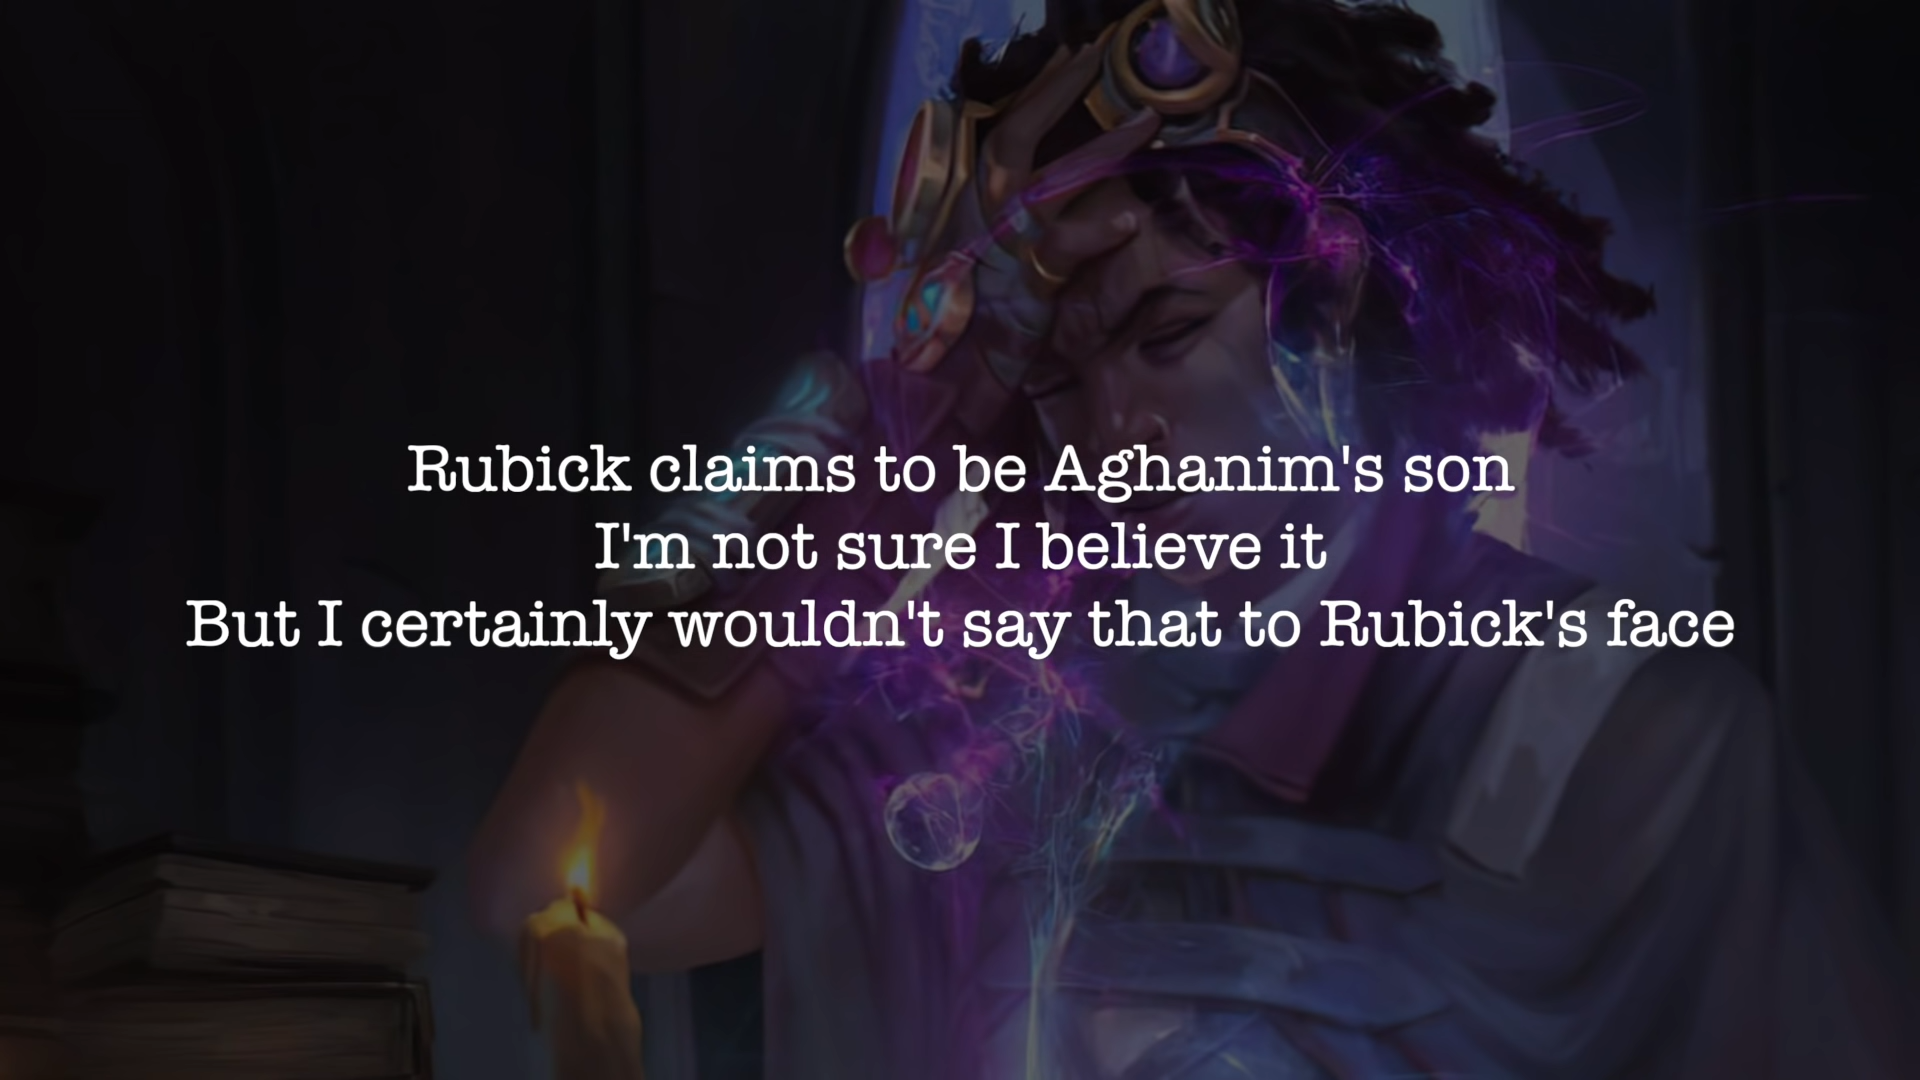 Rubick claims to be Aghanim's son
I'm not sure I believe it
But I certainly wouldn't say that to Rubick's face